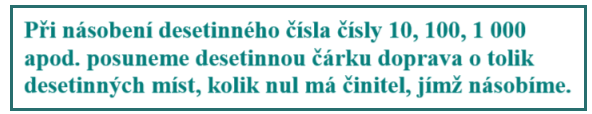 Při násobení desetinného čísla čísly 10, 100, 1 000
apod. posuneme desetinnou čárku doprava o tolik
desetinných míst, kolik nul má činitel, jímž násobíme.